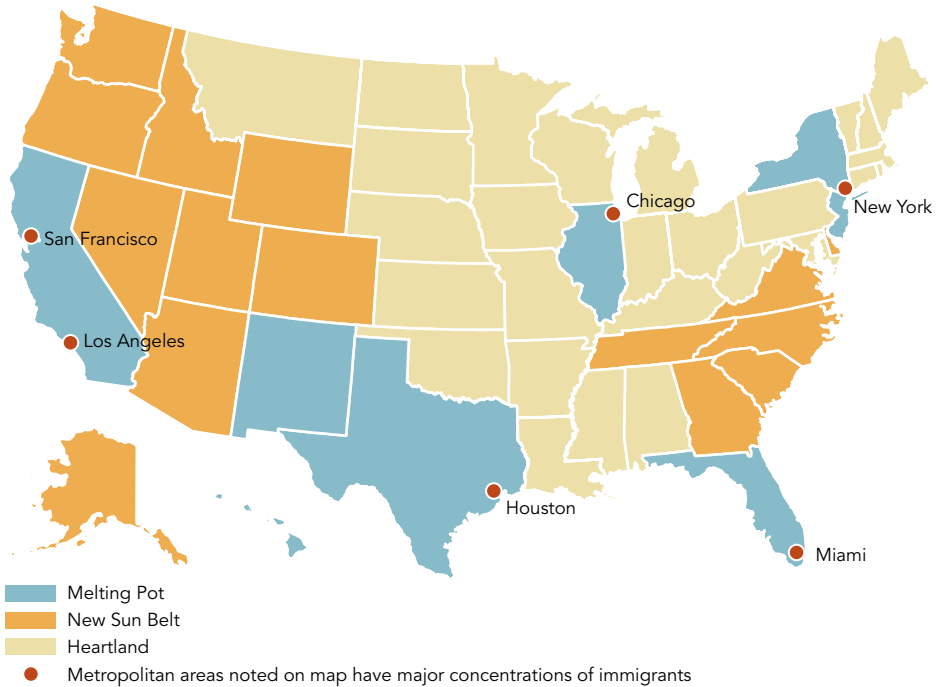 Chicago
New York
San Francisco
Los Angeles
Houston
Miami
Melting Pot
New Sun Belt
Heartland
Metropolitan areas noted on map have major concentrations of immigrants